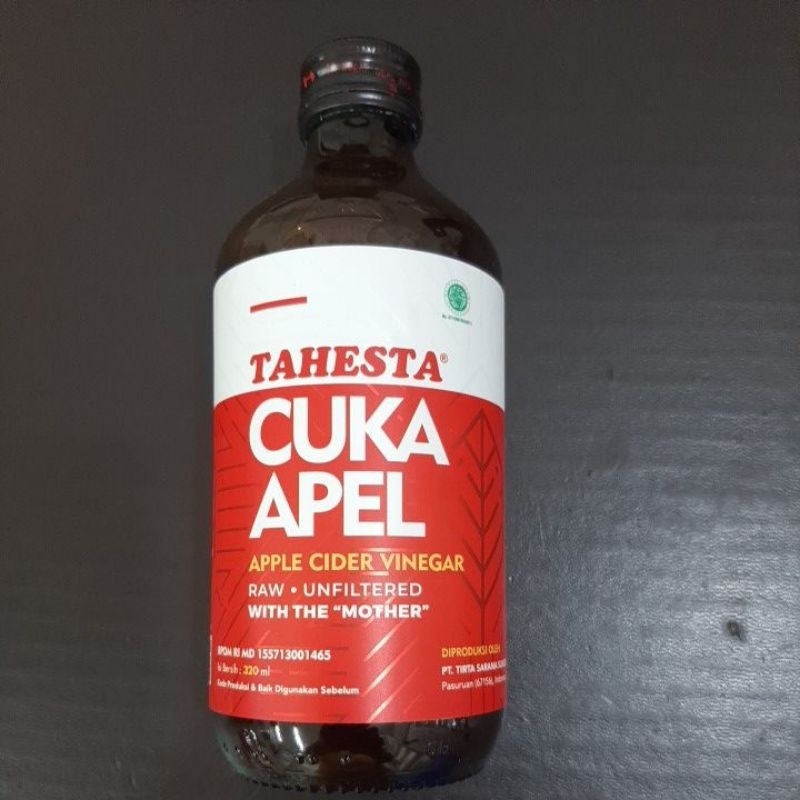 TAHESTA®
CUKA
APEL
APPLE CIDER VINEGAR
RAW • UNFILTERED
WITH THE "MOTHER"
BPOM RI MD 155713001465
Isi Bersih : 320 ml
Kode Produksi & Baik Digunakan Sebelum
DIPRODUKSI OLEH
PT. TIRTA SARANA
Pasuruan (67156),